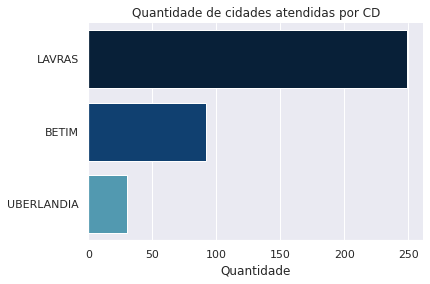 Quantidade de cidades atendidas por CD
LAVRAS
BETIM
UBERLANDIA
0 50 100 150 200 250
Quantidade